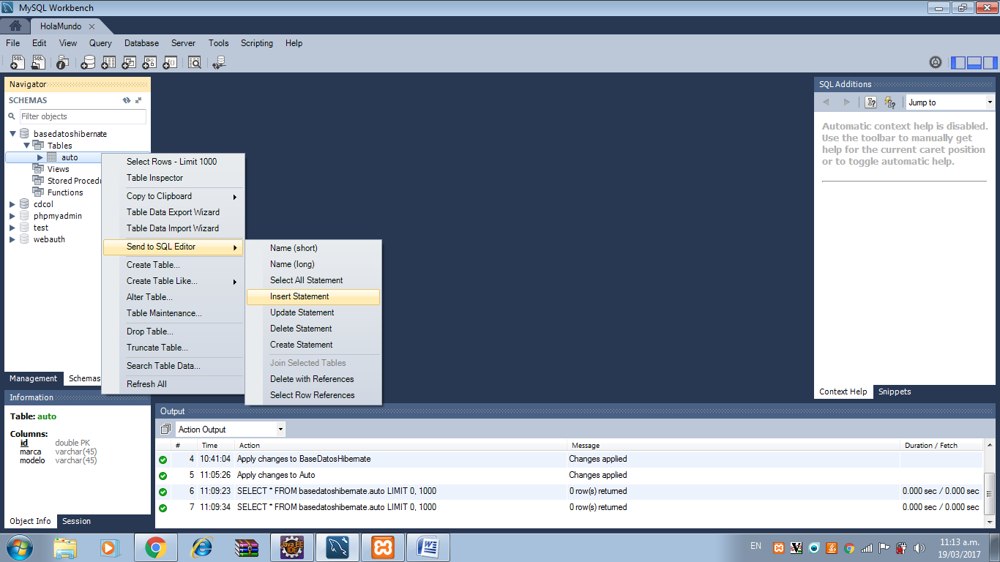 MySQL Workbench
HolaMundo
File Edit View Query Database Server Tools Scripting Help
Navigator
SCHEMAS
Filter objects
basedatoshibernate
Tables
auto
Views
Stored Procedu
Functions
cdcol
phpmyadmin
test
webauth
Management Schemas
Select Rows - Limit 1000
Table Inspector
Copy to Clipboard
Table Data Export Wizard
Table Data Import Wizard
Send to SQL Editor
Create Table...
Create Table Like...
Alter Table...
Table Maintenance...
Drop Table...
Truncate Table...
Search Table Data...
Refresh All
Name (short)
Name (long)
Select All Statement
Insert Statement
Update Statement
Delete Statement
Create Statement
Join Selected Tables
Delete with References
Select Row References
SQL Additions
Jump to
Automatic context help is disabled.
Use the toolbar to manually get
help for the current caret position
or to toggle automatic help.
Context Help Snippets
Information
Table: auto
Columns:
id double PK
marca varchar(45)
modelo varchar(45)
Object Info Session
Output
Action Output
# Time Action Message Duration / Fetch
4 10:41:04 Apply changes to BaseDatosHibernate Changes applied
5 11:05:26 Apply changes to Auto Changes applied
6 11:09:23 SELECT * FROM basedatoshibernate.auto LIMIT 0, 1000 0 row(s) returned 0.000 sec / 0.000 sec
7 11:09:34 SELECT * FROM basedatoshibernate.auto LIMIT 0, 1000 0 row(s) returned 0.000 sec / 0.000 sec
Java EE
IDE
EN
11:13 a.m.
19/03/2017